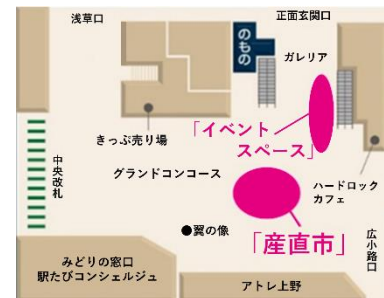 浅草口
正面玄関口
のもの
ガレリア
「イベント
スペース」
きっぷ売り場
グランドコンコース
中央改札
ハードロック
カフェ
広小路口
●翼の像
「産直市」
みどりの窓口
駅たびコンシェルジュ
アトレ上野